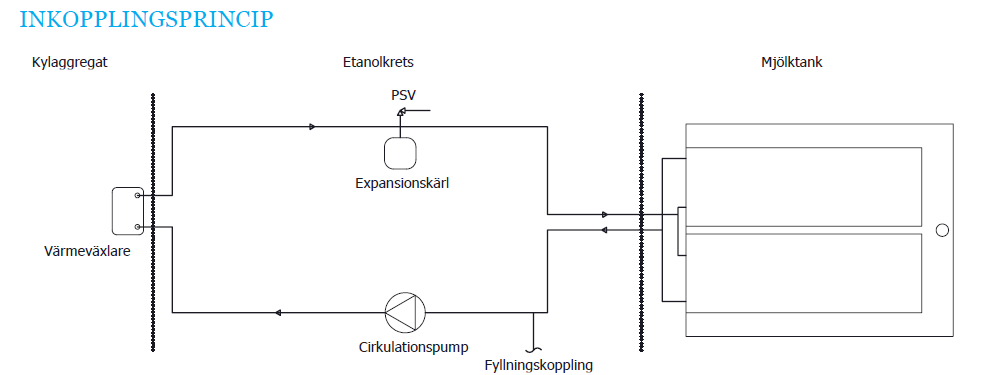 INKOPPLINGSPRINCIP
Kylaggregat
Etanolkrets
Mjölktank
PSV
Expansionskärl
Värmeväxlare
Cirkulationspump
Fyllningskoppling